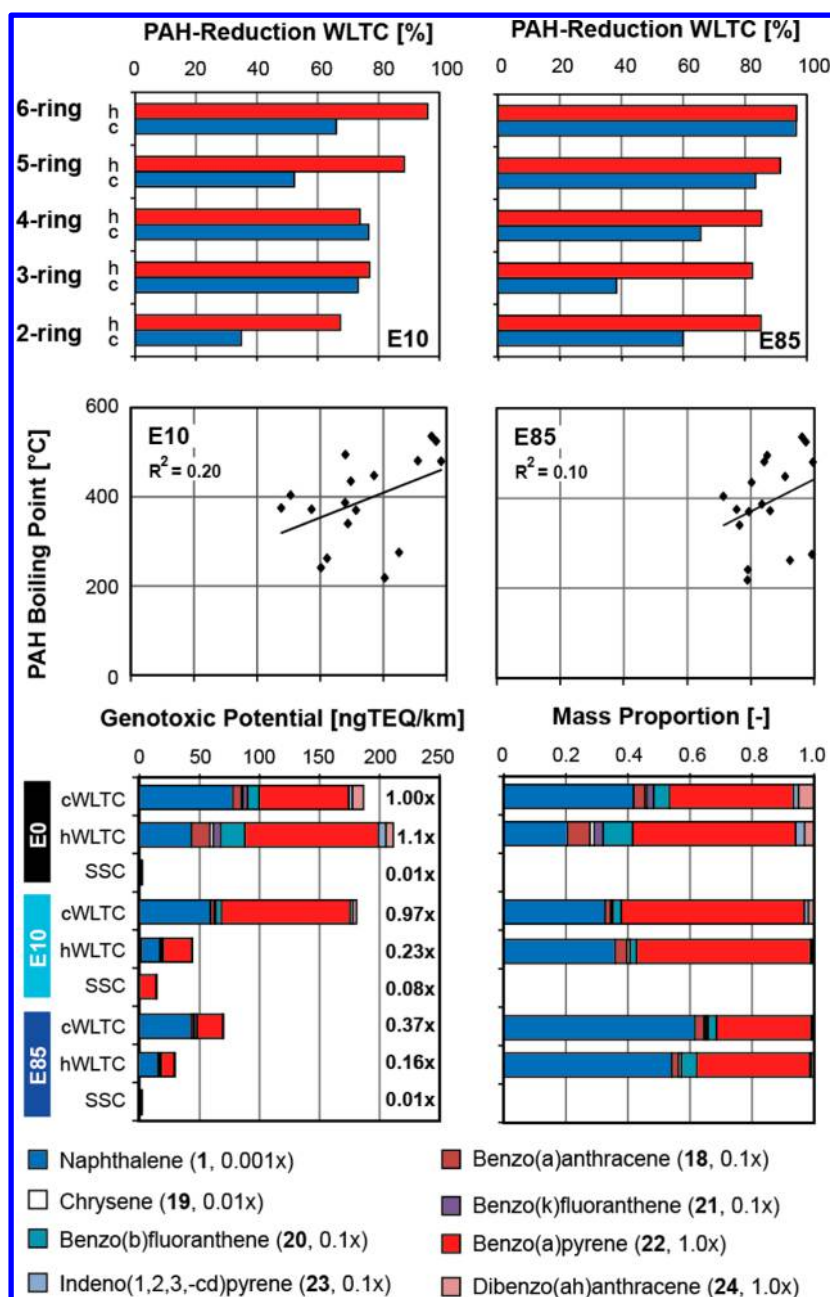 PAH-Reduction WLTC [%]
0 20 40 60 80 100
6-ring h
c
5-ring h
c
4-ring h
c
3-ring h
c
2-ring h
c
E10
PAH-Reduction WLTC [%]
0 20 40 60 80 100
E85
PAH Boiling Point [°C]
600
400
200
0
E10
R2 = 0.20
E85
R2 = 0.10
Genotoxic Potential [ngTEQ/km]
0 50 100 150 200 250
Mass Proportion [-]
0 0.2 0.4 0.6 0.8 1.0
E0
cWLTC 1.00x
hWLTC 1.1x
SSC 0.01x
E10
cWLTC 0.97x
hWLTC 0.23x
SSC 0.08x
E85
cWLTC 0.37x
hWLTC 0.16x
SSC 0.01x
Naphthalene (1, 0.001x)
Chrysene (19, 0.01x)
Benzo(b)fluoranthene (20, 0.1x)
Indeno(1,2,3,-cd)pyrene (23, 0.1x)
Benzo(a)anthracene (18, 0.1x)
Benzo(k)fluoranthene (21, 0.1x)
Benzo(a)pyrene (22, 1.0x)
Dibenzo(ah)anthracene (24, 1.0x)